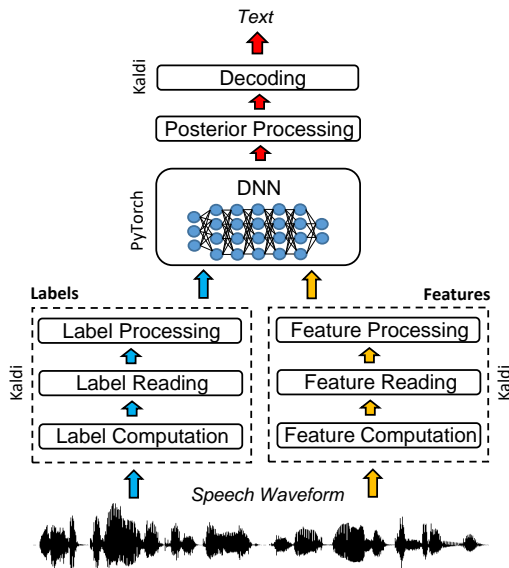 Text
Kaldi
Decoding
Posterior Processing
PyTorch
DNN
Labels
Features
Kaldi
Label Processing
Label Reading
Label Computation
Feature Processing
Feature Reading
Feature Computation
Kaldi
Speech Waveform